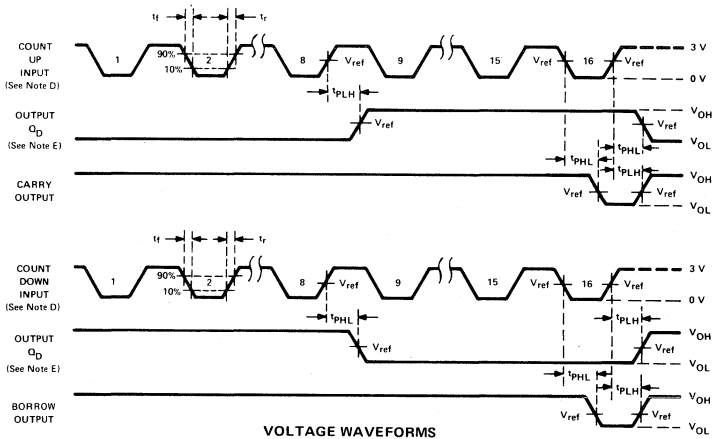 tf tr
COUNT
UP
INPUT
(See Note D)
90%
10%
1 2 8 Vref 9 15 Vref 16 Vref
3 V
0 V
tPLH
OUTPUT
QD
(See Note E)
Vref
Vref
VOH
VOL
tPHL
tPHL
tPLH
CARRY
OUTPUT
Vref
Vref
VOH
VOL
tf tr
COUNT
DOWN
INPUT
(See Note D)
90%
10%
1 2 8 Vref 9 15 Vref 16 Vref
3 V
0 V
tPHL
tPLH
OUTPUT
QD
(See Note E)
Vref
Vref
VOH
VOL
tPHL
tPLH
BORROW
OUTPUT
Vref
Vref
VOH
VOL
VOLTAGE WAVEFORMS